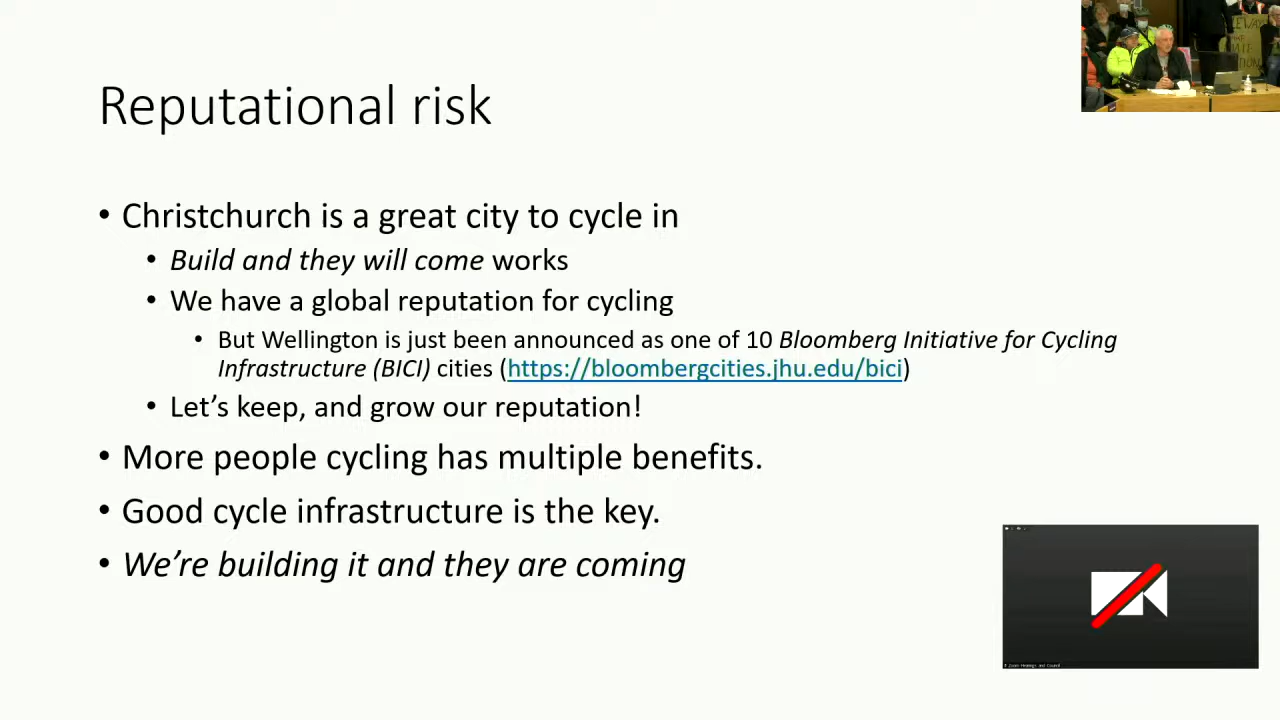 Reputational risk
• Christchurch is a great city to cycle in
• Build and they will come works
• We have a global reputation for cycling
• But Wellington is just been announced as one of 10 Bloomberg Initiative for Cycling
Infrastructure (BICI) cities (https://bloombergcities.jhu.edu/bici)
• Let's keep, and grow our reputation!
• More people cycling has multiple benefits.
• Good cycle infrastructure is the key.
• We're building it and they are coming